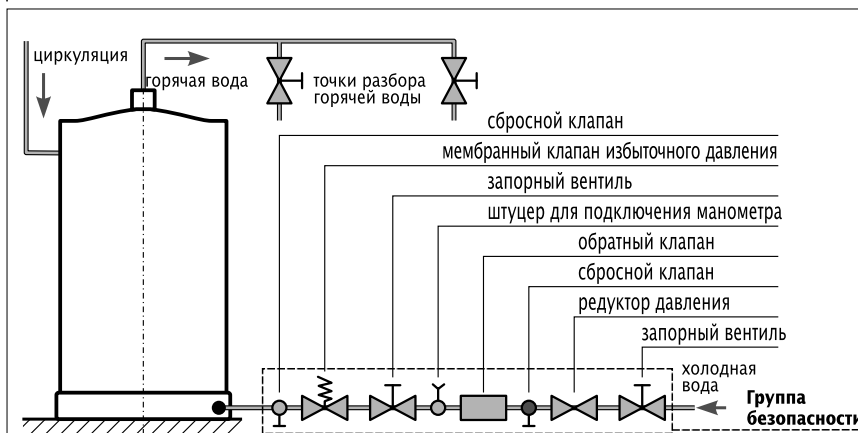 циркуляция
горячая вода
точки разбора
горячей воды
сбросной клапан
мембранный клапан избыточного давления
запорный вентиль
штуцер для подключения манометра
обратный клапан
сбросной клапан
редуктор давления
запорный вентиль
холодная
вода
Группа
безопасности